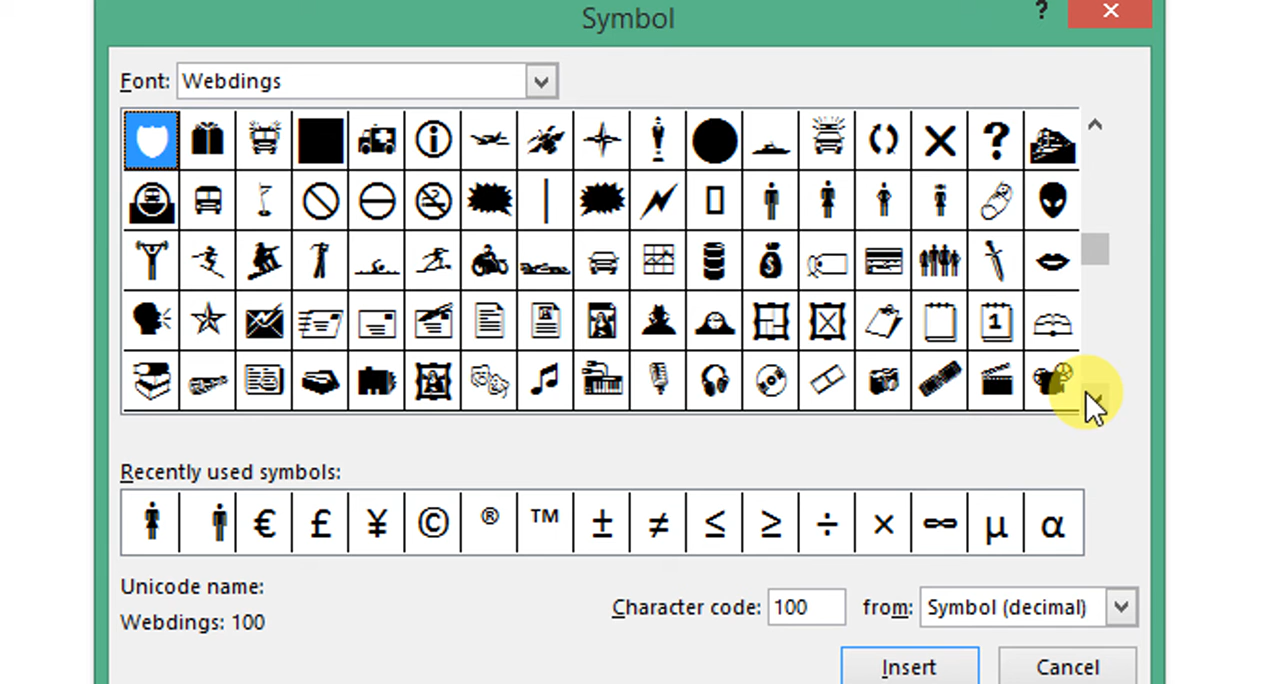 Symbol
?
Font: Webdings
Recently used symbols:
€ £ ¥ © ® ™ ± ≠ ≤ ≥ ÷ × ∞ µ α
Unicode name:
Webdings: 100
Character code: 100 from: Symbol (decimal)
Insert Cancel